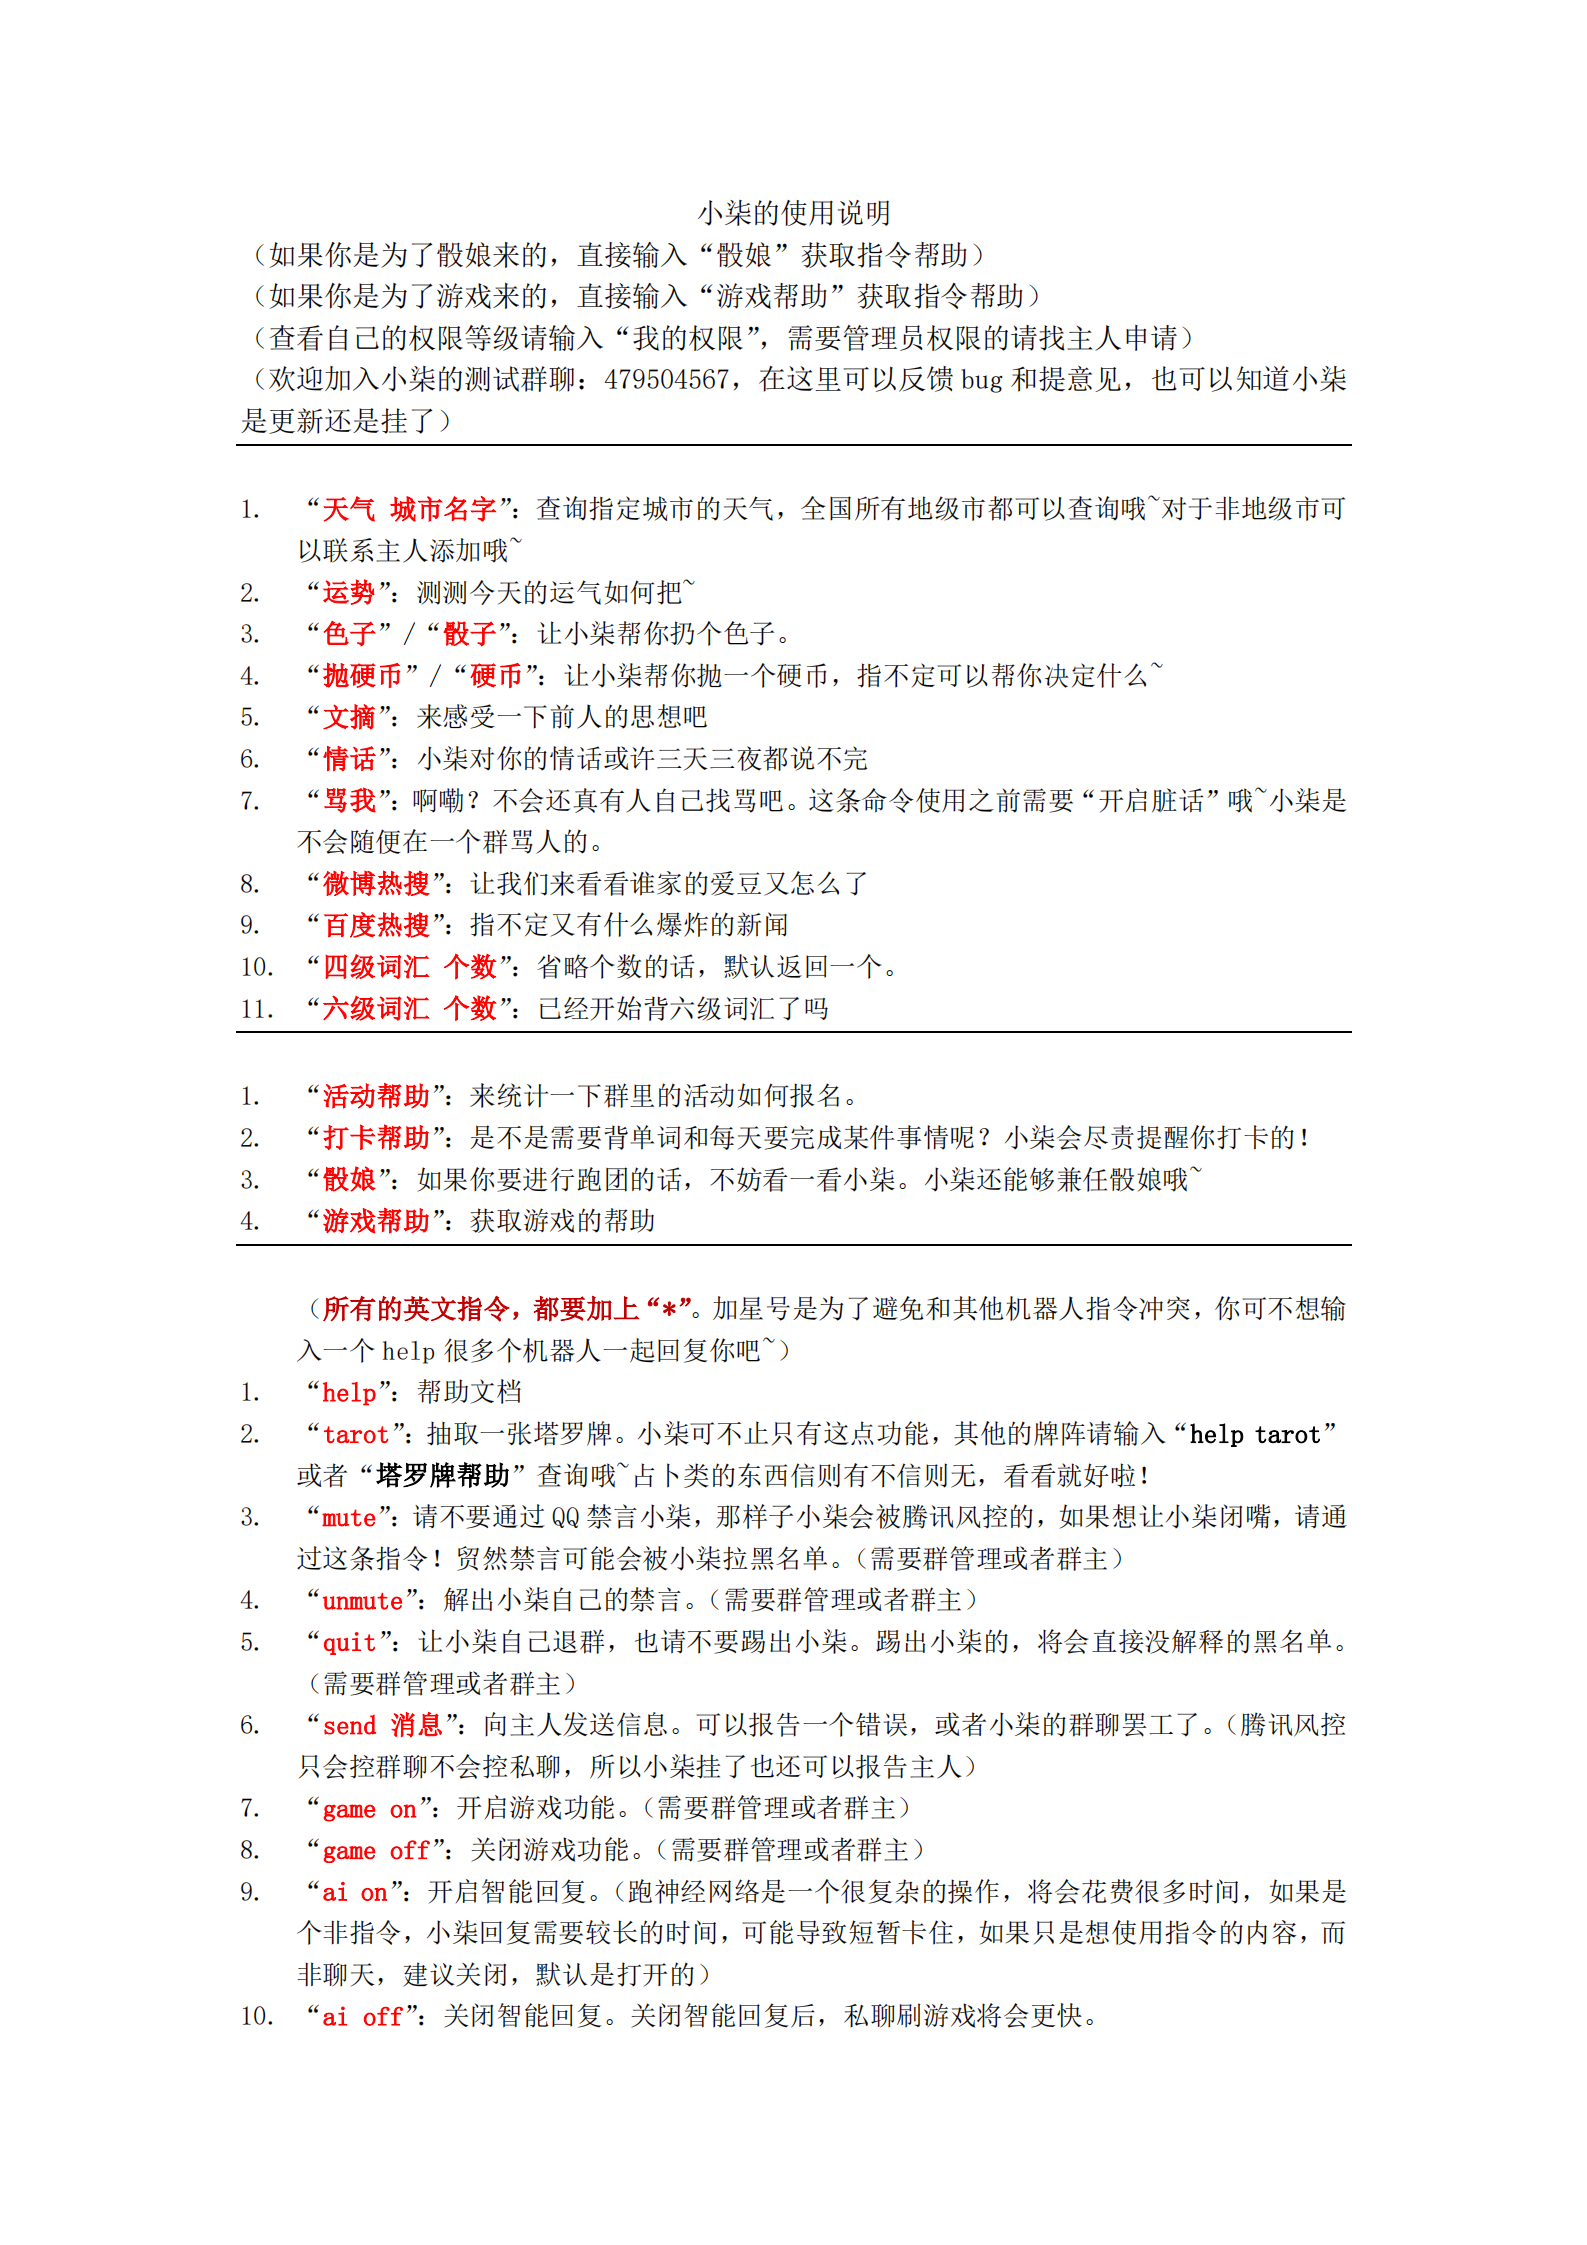 小柒的使用说明
（如果你是为了骰娘来的，直接输入“骰娘”获取指令帮助）
（如果你是为了游戏来的，直接输入“游戏帮助”获取指令帮助）
（查看自己的权限等级请输入“我的权限”，需要管理员权限的请找主人申请）
（欢迎加入小柒的测试群聊：479504567，在这里可以反馈 bug 和提意见，也可以知道小柒
是更新还是挂了）
1. “天气 城市名字”：查询指定城市的天气，全国所有地级市都可以查询哦~对于非地级市可
以联系主人添加哦~
2. “运势”：测测今天的运气如何把~
3. “色子”/“骰子”：让小柒帮你扔个色子。
4. “抛硬币”/“硬币”：让小柒帮你抛一个硬币，指不定可以帮你决定什么~
5. “文摘”：来感受一下前人的思想吧
6. “情话”：小柒对你的情话或许三天三夜都说不完
7. “骂我”：啊嘞？不会还真有人自己找骂吧。这条命令使用之前需要“开启脏话”哦~小柒是
不会随便在一个群骂人的。
8. “微博热搜”：让我们来看看谁家的爱豆又怎么了
9. “百度热搜”：指不定又有什么爆炸的新闻
10. “四级词汇 个数”：省略个数的话，默认返回一个。
11. “六级词汇 个数”：已经开始背六级词汇了吗
1. “活动帮助”：来统计一下群里的活动如何报名。
2. “打卡帮助”：是不是需要背单词和每天要完成某件事情呢？小柒会尽责提醒你打卡的！
3. “骰娘”：如果你要进行跑团的话，不妨看一看小柒。小柒还能够兼任骰娘哦~
4. “游戏帮助”：获取游戏的帮助
（所有的英文指令，都要加上“*”。加星号是为了避免和其他机器人指令冲突，你可不想输
入一个 help 很多个机器人一起回复你吧~）
1. “help”：帮助文档
2. “tarot”：抽取一张塔罗牌。小柒可不止只有这点功能，其他的牌阵请输入“help tarot”
或者“塔罗牌帮助”查询哦~占卜类的东西信则有不信则无，看看就好啦！
3. “mute”：请不要通过 QQ 禁言小柒，那样子小柒会被腾讯风控的，如果想让小柒闭嘴，请通
过这条指令！贸然禁言可能会被小柒拉黑名单。（需要群管理或者群主）
4. “unmute”：解出小柒自己的禁言。（需要群管理或者群主）
5. “quit”：让小柒自己退群，也请不要踢出小柒。踢出小柒的，将会直接没解释的黑名单。
（需要群管理或者群主）
6. “send 消息”：向主人发送信息。可以报告一个错误，或者小柒的群聊罢工了。（腾讯风控
只会控群聊不会控私聊，所以小柒挂了也还可以报告主人）
7. “game on”：开启游戏功能。（需要群管理或者群主）
8. “game off”：关闭游戏功能。（需要群管理或者群主）
9. “ai on”：开启智能回复。（跑神经网络是一个很复杂的操作，将会花费很多时间，如果是
个非指令，小柒回复需要较长的时间，可能导致短暂卡住，如果只是想使用指令的内容，而
非聊天，建议关闭，默认是打开的）
10. “ai off”：关闭智能回复。关闭智能回复后，私聊刷游戏将会更快。